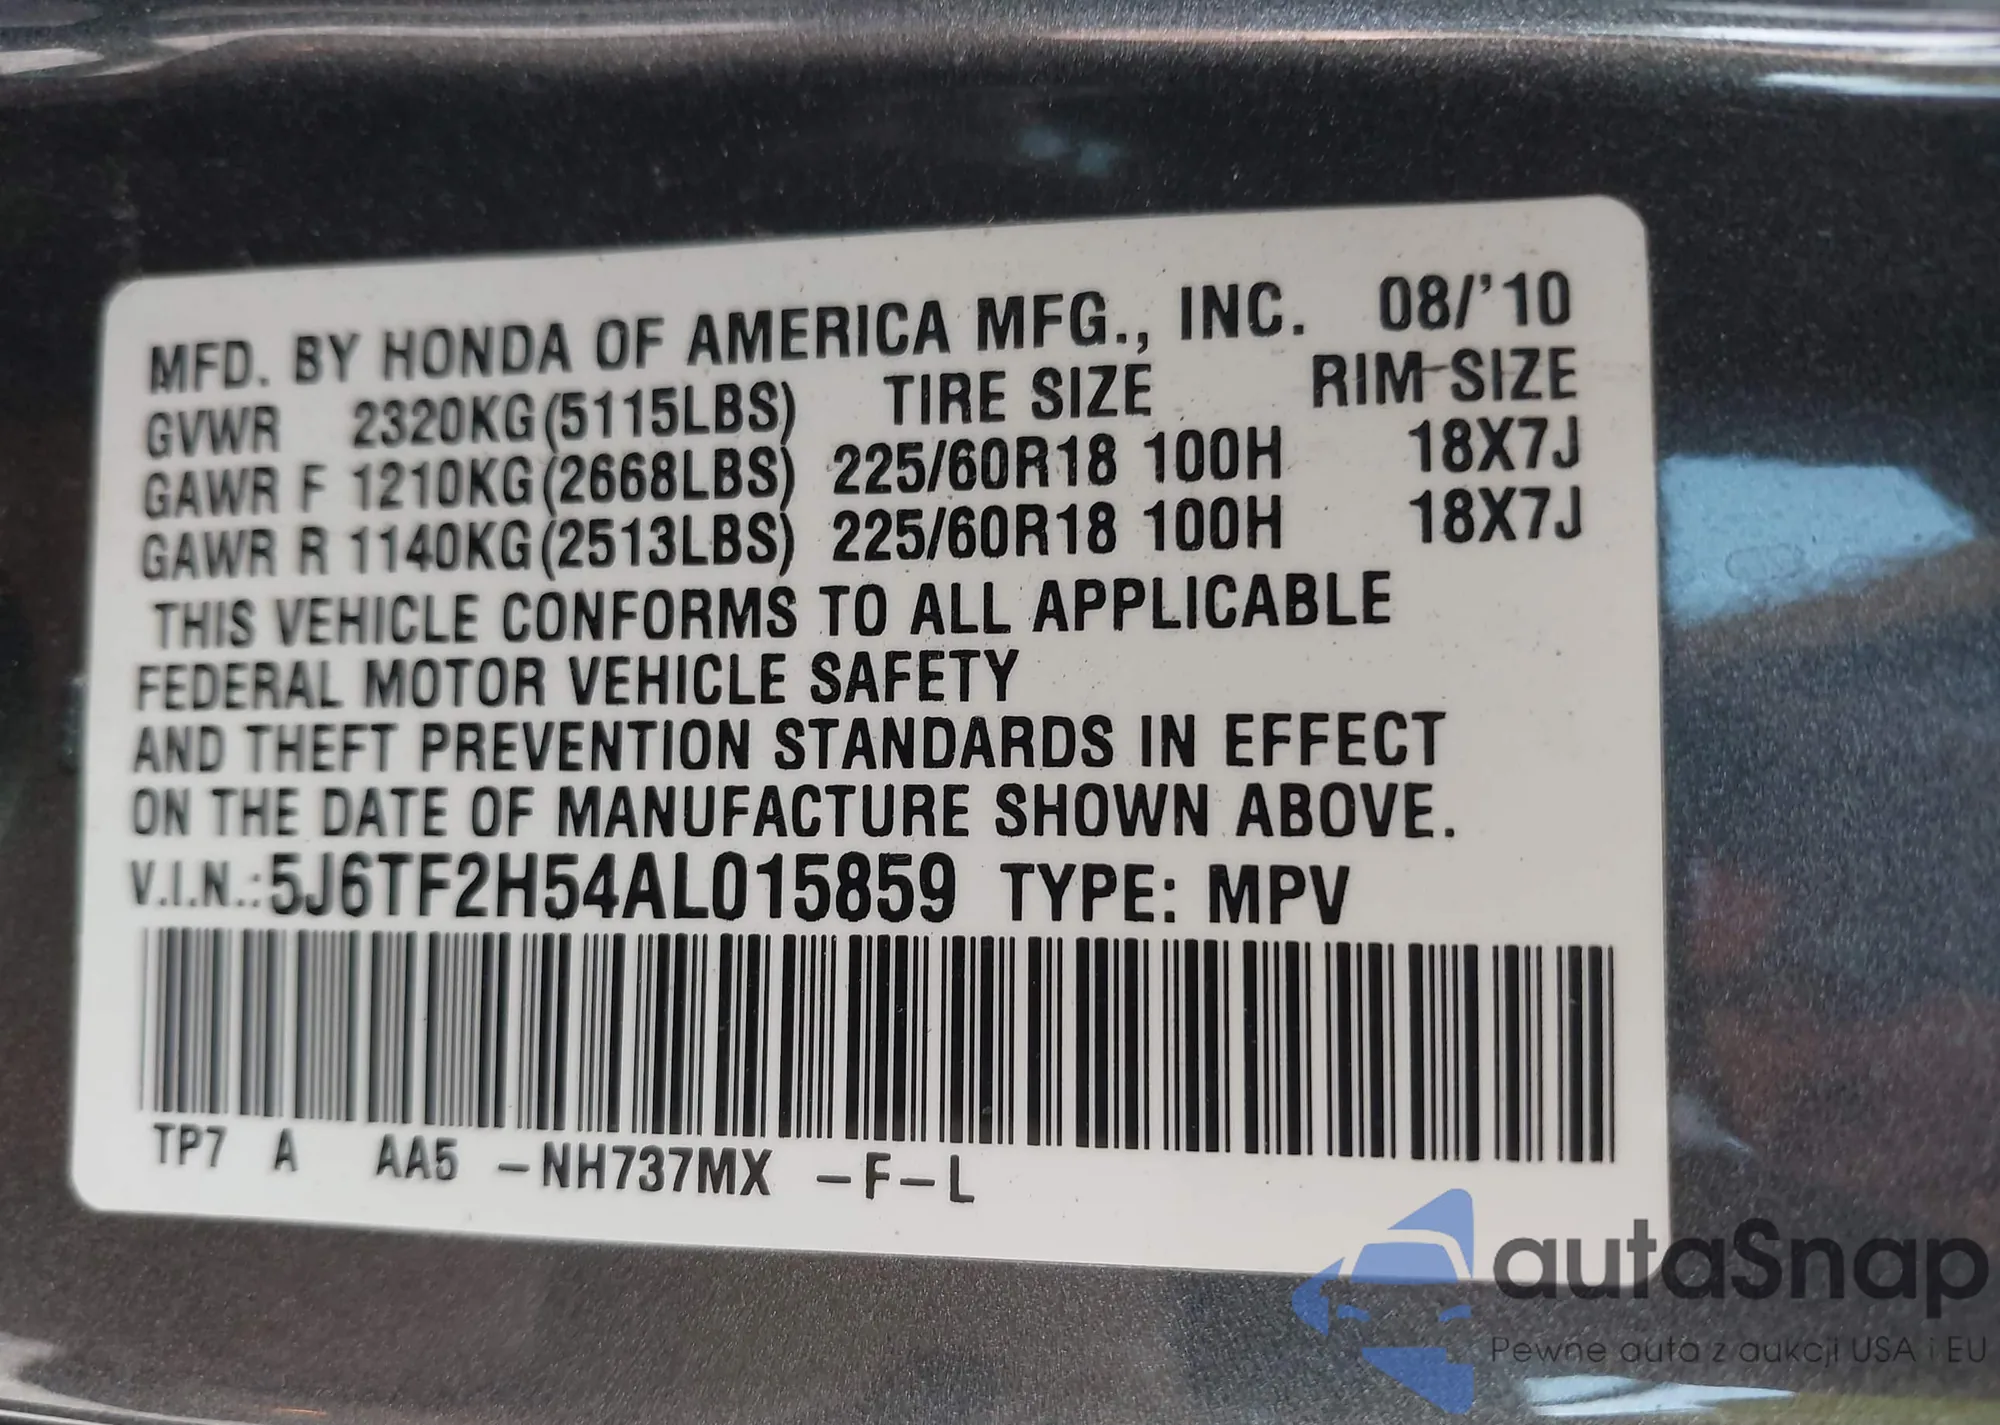 MFD. BY HONDA OF AMERICA MFG., INC. 08/'10
GVWR 2320KG(5115LBS) TIRE SIZE RIM SIZE
GAWR F 1210KG(2668LBS) 225/60R18 100H 18X7J
GAWR R 1140KG(2513LBS) 225/60R18 100H 18X7J
THIS VEHICLE CONFORMS TO ALL APPLICABLE
FEDERAL MOTOR VEHICLE SAFETY
AND THEFT PREVENTION STANDARDS IN EFFECT
ON THE DATE OF MANUFACTURE SHOWN ABOVE.
V.I.N.:5J6TF2H54AL015859 TYPE: MPV
TP7 A AA5 -NH737MX -F-L
autaSnap
Pewne auta z aukcji USA i EU